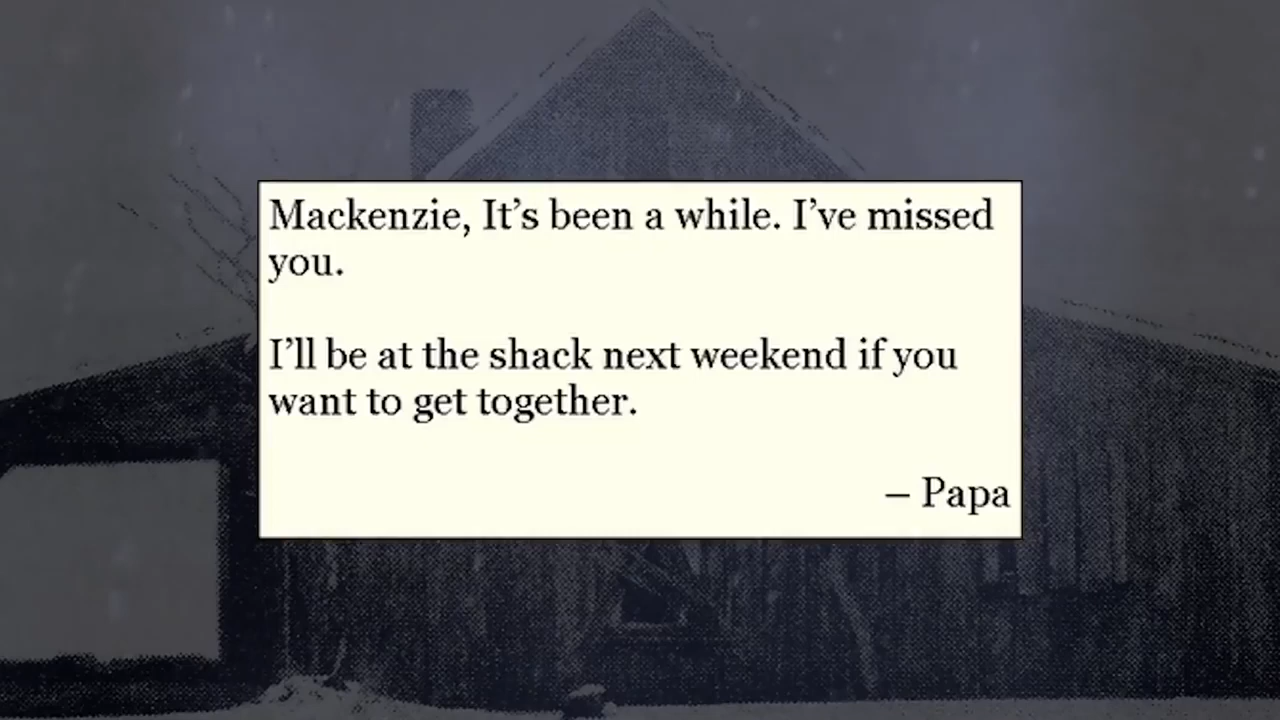 Mackenzie, It’s been a while. I’ve missed
you.
I’ll be at the shack next weekend if you
want to get together.
– Papa